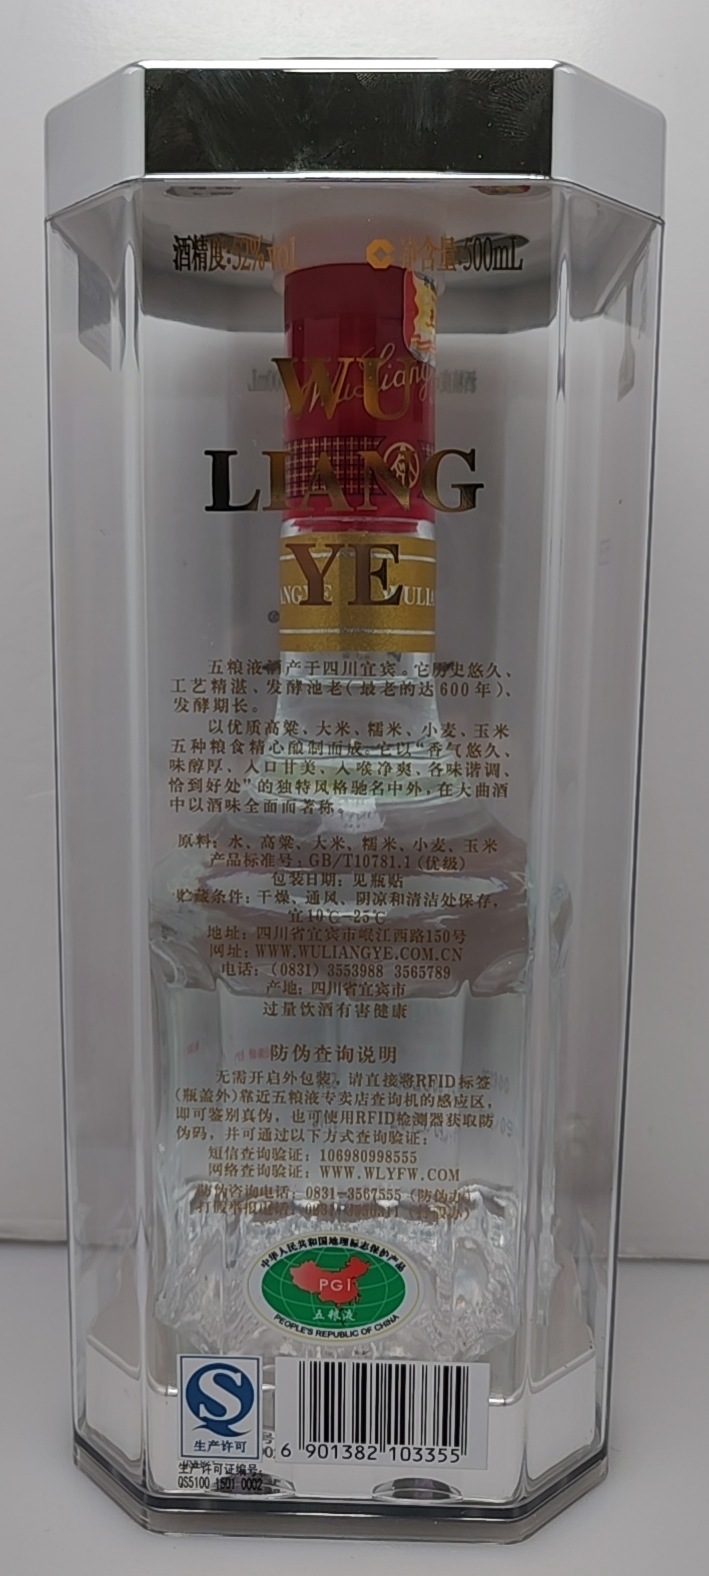 酒精度:52%vol 净含量:500mL
WuLiang
WU
LIANG
YE
五粮液酒产于四川宜宾。它历史悠久、
工艺精湛、发酵池老(最老的达600年)、
发酵期长。
以优质高粱、大米、糯米、小麦、玉米
五种粮食精心酿制而成。它以“香气悠久、
味醇厚、入口甘美、入喉净爽、各味谐调、
恰到好处”的独特风格驰名中外,在大曲酒
中以酒味全面而著称。
原料:水、高粱、大米、糯米、小麦、玉米
产品标准号:GB/T10781.1(优级)
包装日期:见瓶贴
贮藏条件:干燥、通风、阴凉和清洁处保存,
宜10℃-25℃
地址:四川省宜宾市岷江西路150号
网址:WWW.WULIANGYE.COM.CN
电话:(0831) 3553988 3565789
产地:四川省宜宾市
过量饮酒有害健康
防伪查询说明
无需开启外包装,请直接将RFID标签
(瓶盖外)靠近五粮液专卖店查询机的感应区,
即可鉴别真伪,也可使用RFID检测器获取防
伪码,并可通过以下方式查询验证:
短信查询验证:106980998555
网络查询验证:WWW.WLYFW.COM
防伪咨询电话:0831-3567555(防伪办)
打假举报电话:
中华人民共和国地理标志保护产品
PGI
五粮液
PEOPLE'S REPUBLIC OF CHINA
生产许可
6 901382 103355
生产许可证编号:
QS5100 1501 0002